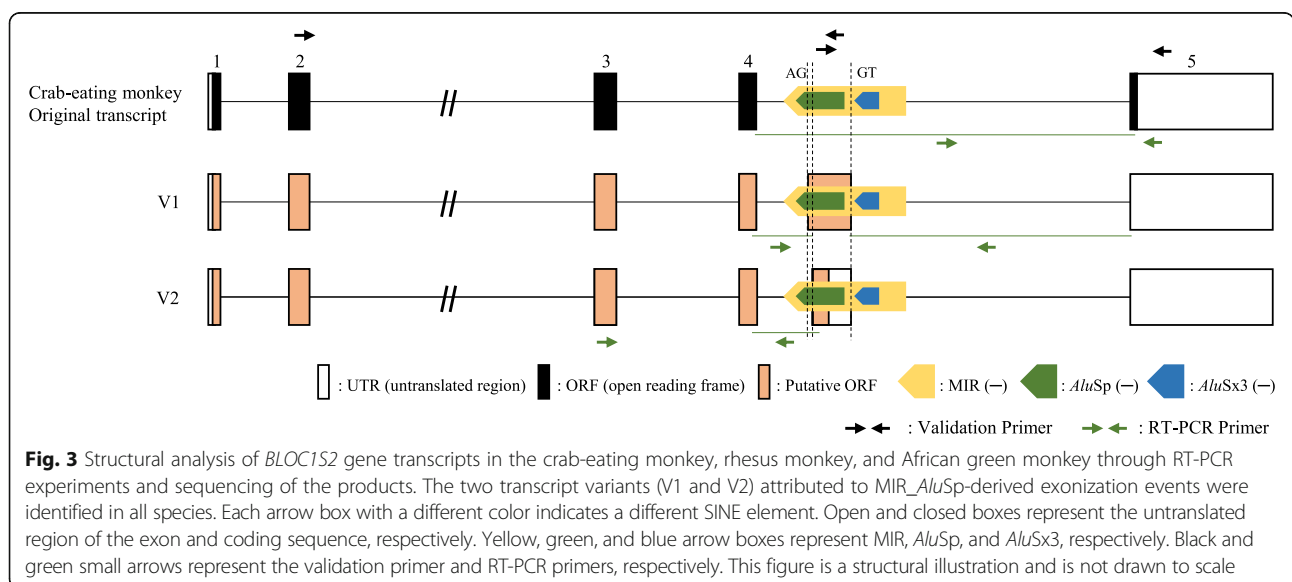 1 2 3 4 5
AG GT
Crab-eating monkey
Original transcript
V1
V2
: UTR (untranslated region) : ORF (open reading frame) : Putative ORF : MIR (−) : AluSp (−) : AluSx3 (−)
: Validation Primer : RT-PCR Primer
Fig. 3 Structural analysis of BLOC1S2 gene transcripts in the crab-eating monkey, rhesus monkey, and African green monkey through RT-PCR
experiments and sequencing of the products. The two transcript variants (V1 and V2) attributed to MIR_AluSp-derived exonization events were
identified in all species. Each arrow box with a different color indicates a different SINE element. Open and closed boxes represent the untranslated
region of the exon and coding sequence, respectively. Yellow, green, and blue arrow boxes represent MIR, AluSp, and AluSx3, respectively. Black and
green small arrows represent the validation primer and RT-PCR primers, respectively. This figure is a structural illustration and is not drawn to scale